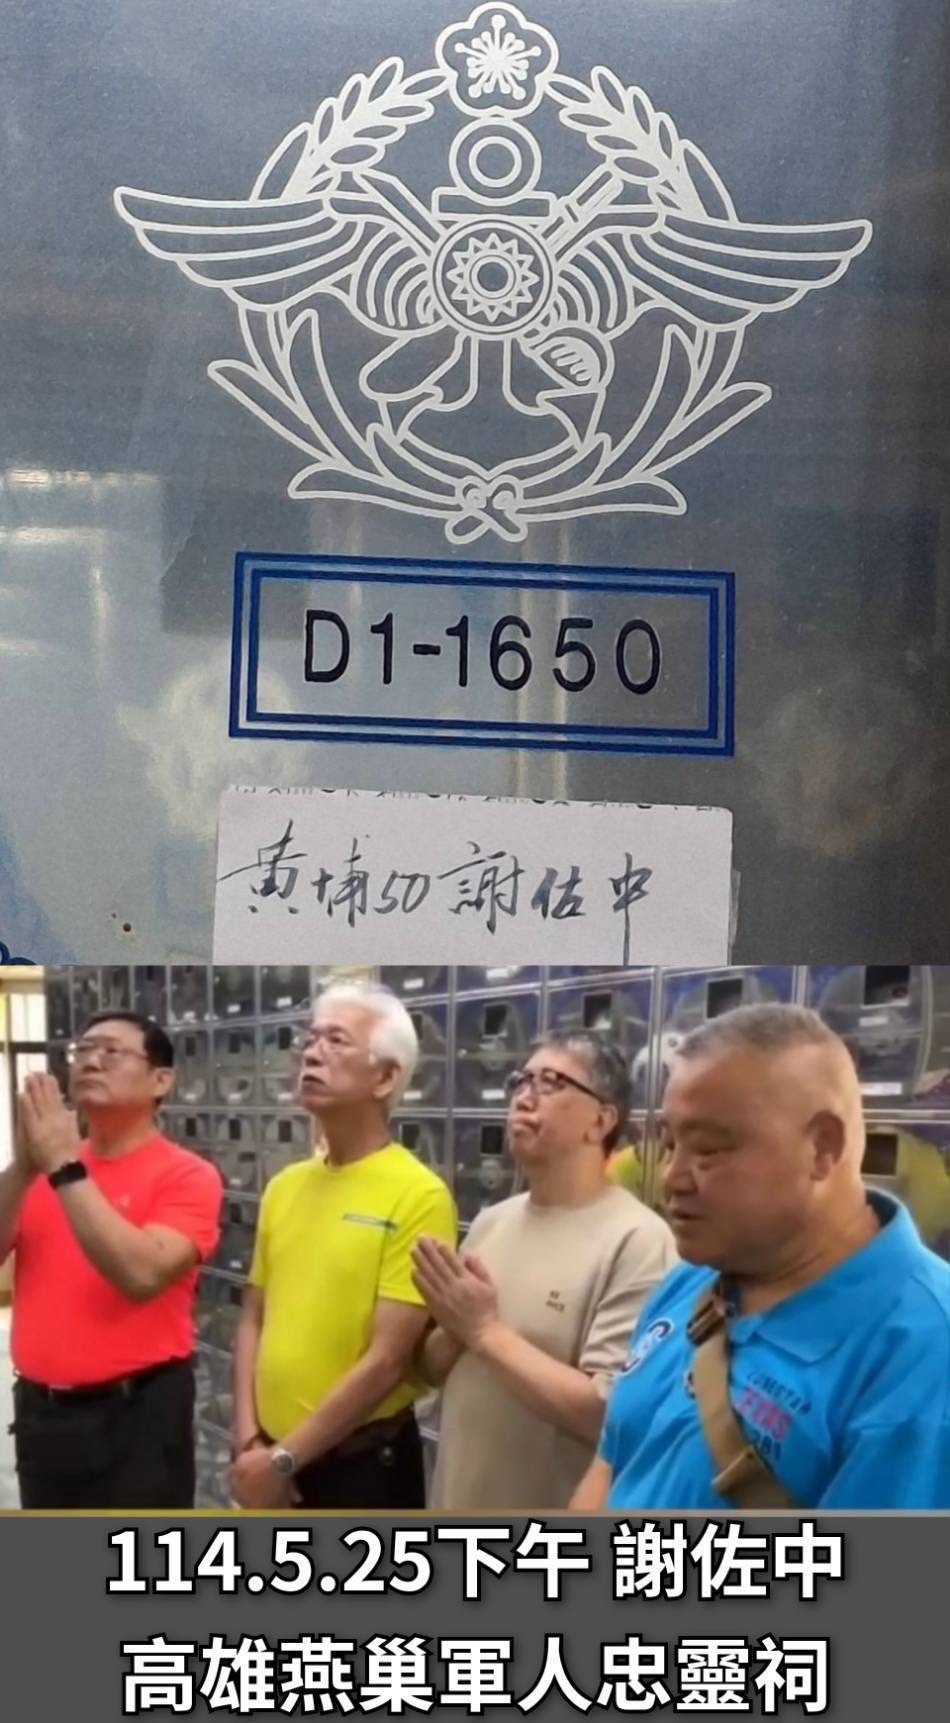 D1-1650
黃埔50 謝佐中
114.5.25下午 謝佐中
高雄燕巢軍人忠靈祠